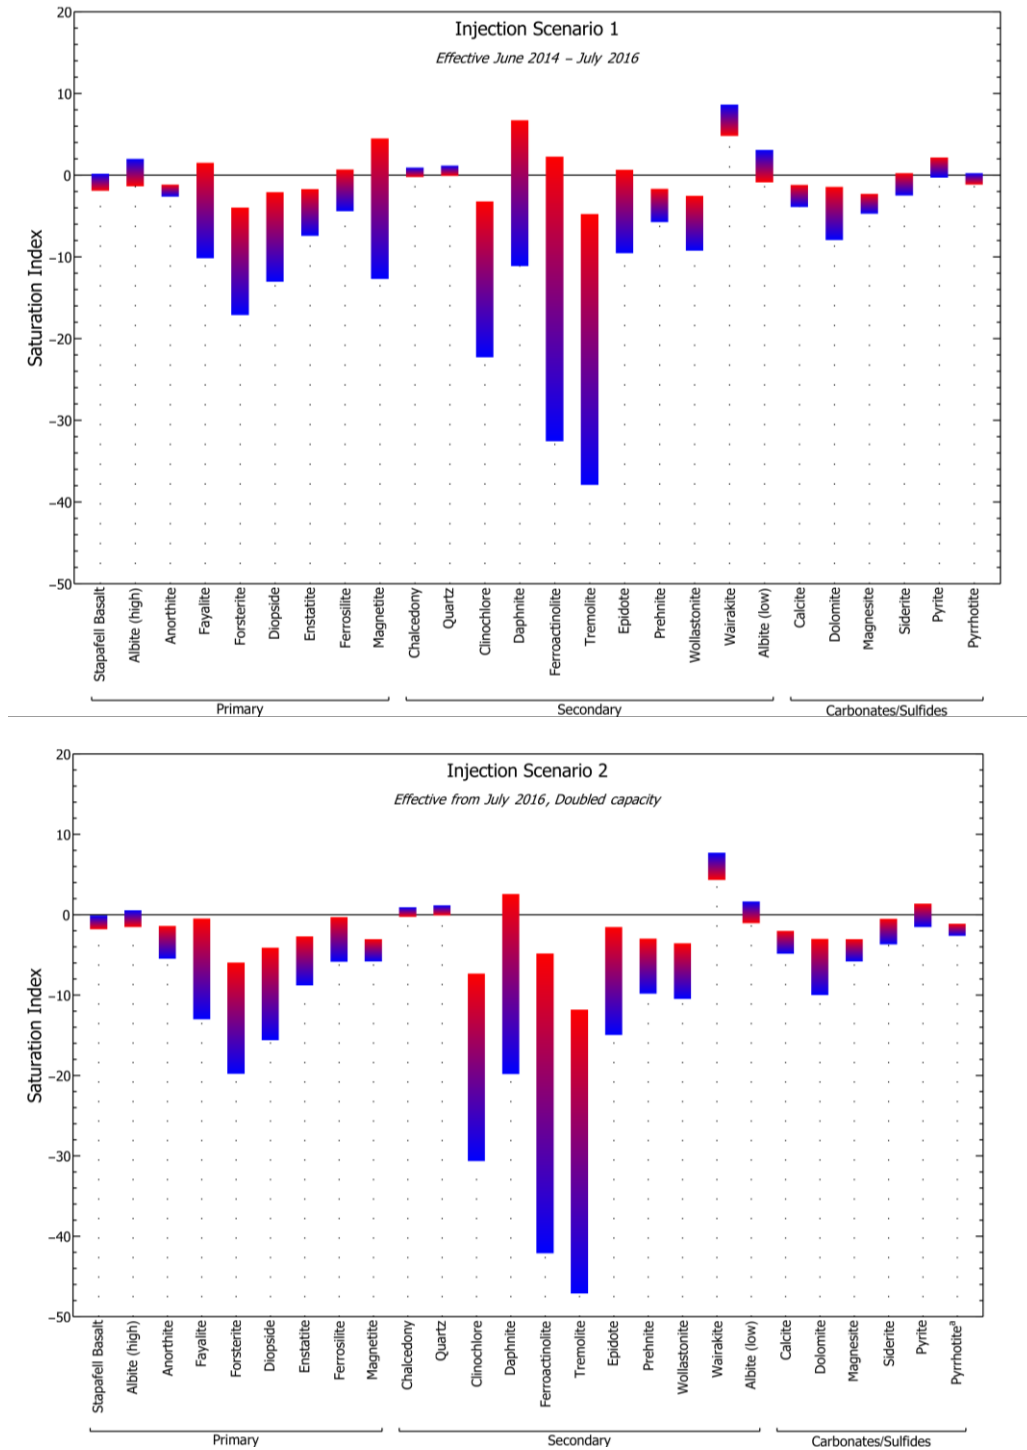 Injection Scenario 1
Effective June 2014 – July 2016
Saturation Index
20
10
0
−10
−20
−30
−40
−50
Stapafell Basalt
Albite (high)
Anorthite
Fayalite
Forsterite
Diopside
Enstatite
Ferrosilite
Magnetite
Chalcedony
Quartz
Clinochlore
Daphnite
Ferroactinolite
Tremolite
Epidote
Prehnite
Wollastonite
Wairakite
Albite (low)
Calcite
Dolomite
Magnesite
Siderite
Pyrite
Pyrrhotite
Primary
Secondary
Carbonates/Sulfides
Injection Scenario 2
Effective from July 2016, Doubled capacity
Saturation Index
20
10
0
−10
−20
−30
−40
−50
Stapafell Basalt
Albite (high)
Anorthite
Fayalite
Forsterite
Diopside
Enstatite
Ferrosilite
Magnetite
Chalcedony
Quartz
Clinochlore
Daphnite
Ferroactinolite
Tremolite
Epidote
Prehnite
Wollastonite
Wairakite
Albite (low)
Calcite
Dolomite
Magnesite
Siderite
Pyrite
Pyrrhotiteª
Primary
Secondary
Carbonates/Sulfides